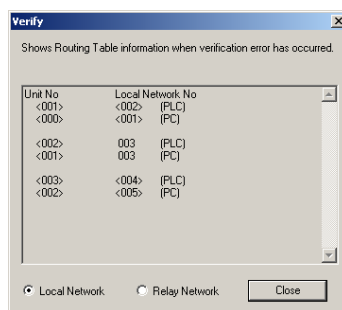 Verify
Shows Routing Table information when verification error has occurred.
Unit No Local Network No
<001> <002> (PLC)
<000> <001> (PC)
<002> 003 (PLC)
<001> 003 (PC)
<003> <004> (PLC)
<002> <005> (PC)
Local Network Relay Network Close